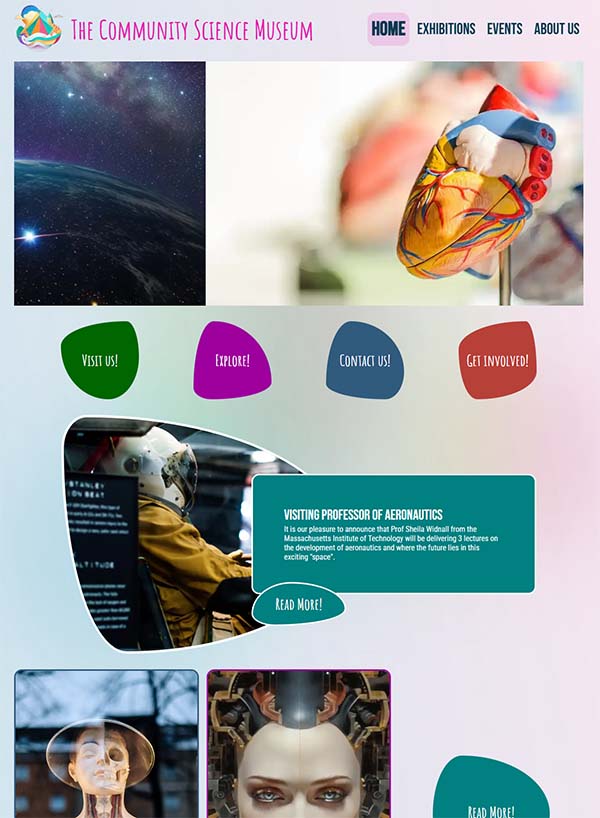 The Community Science Museum
HOME EXHIBITIONS EVENTS ABOUT US
Visit us! Explore! Contact us! Get involved!
STANLEY
ALTITUDE
VISITING PROFESSOR OF AERONAUTICS
It is our pleasure to announce that Prof Sheila Widnall from the
Massachusetts Institute of Technology will be delivering 3 lectures on
the development of aeronautics and where the future lies in this
exciting "space".
Read More!
Read More!